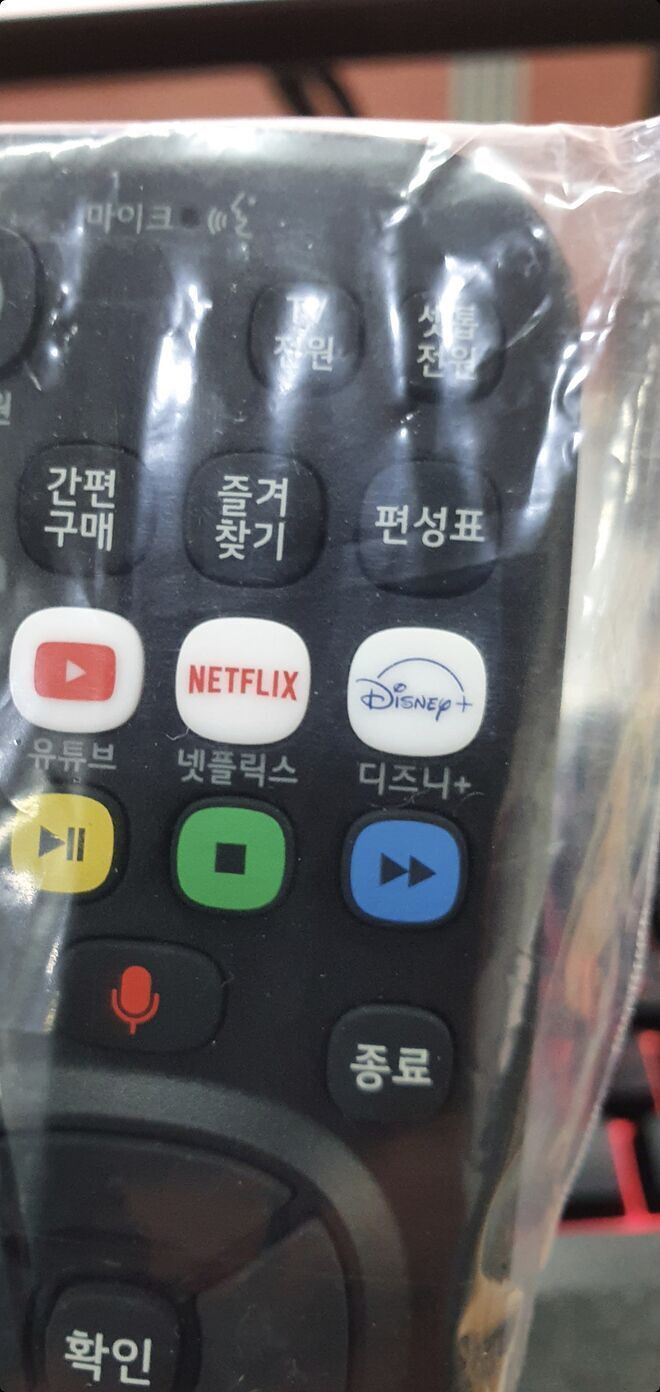 마이크
TV 셋톱
전원 전원
원
간편 즐겨 편성표
구매 찾기
NETFLIX Disney+
유튜브 넷플릭스 디즈니+
종료
확인